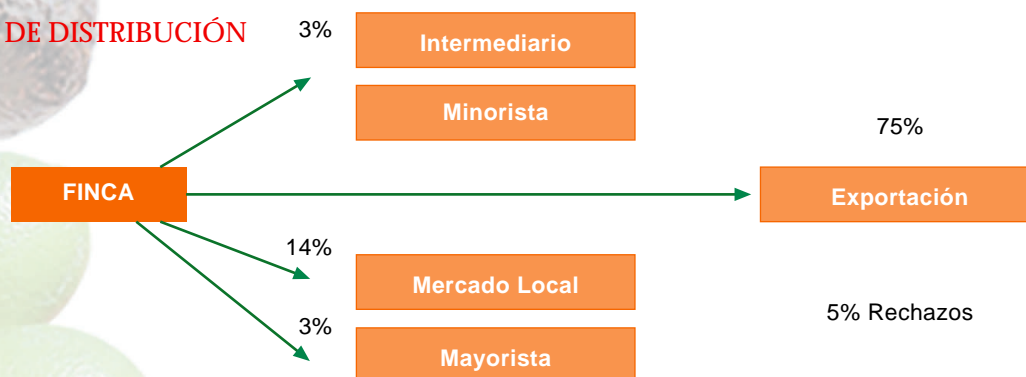 DE DISTRIBUCIÓN
3%
Intermediario
Minorista
75%
FINCA
Exportación
14%
Mercado Local
5% Rechazos
3%
Mayorista